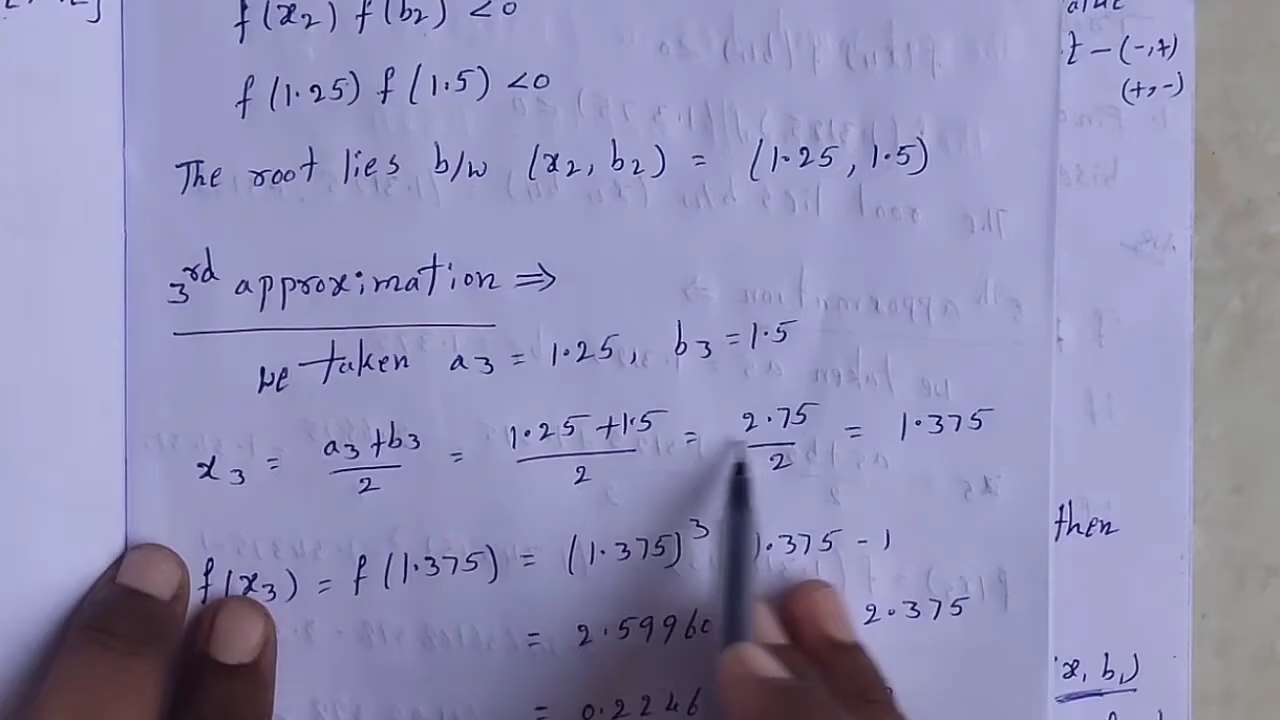 f(x2) f(b2) <0
f(1.25) f(1.5) <0
The root lies b/w (x2, b2) = (1.25, 1.5)
3rd approximation ⇒
we taken a3 = 1.25, b3 = 1.5
x3 = a3+b3/2 = 1.25+1.5/2 = 2.75/2 = 1.375
f(x3) = f(1.375) = (1.375)³ 1.375 - 1
= 2.5996 2.375
= 0.2246
t - (-,+)
(+,-)
then
x, b,)